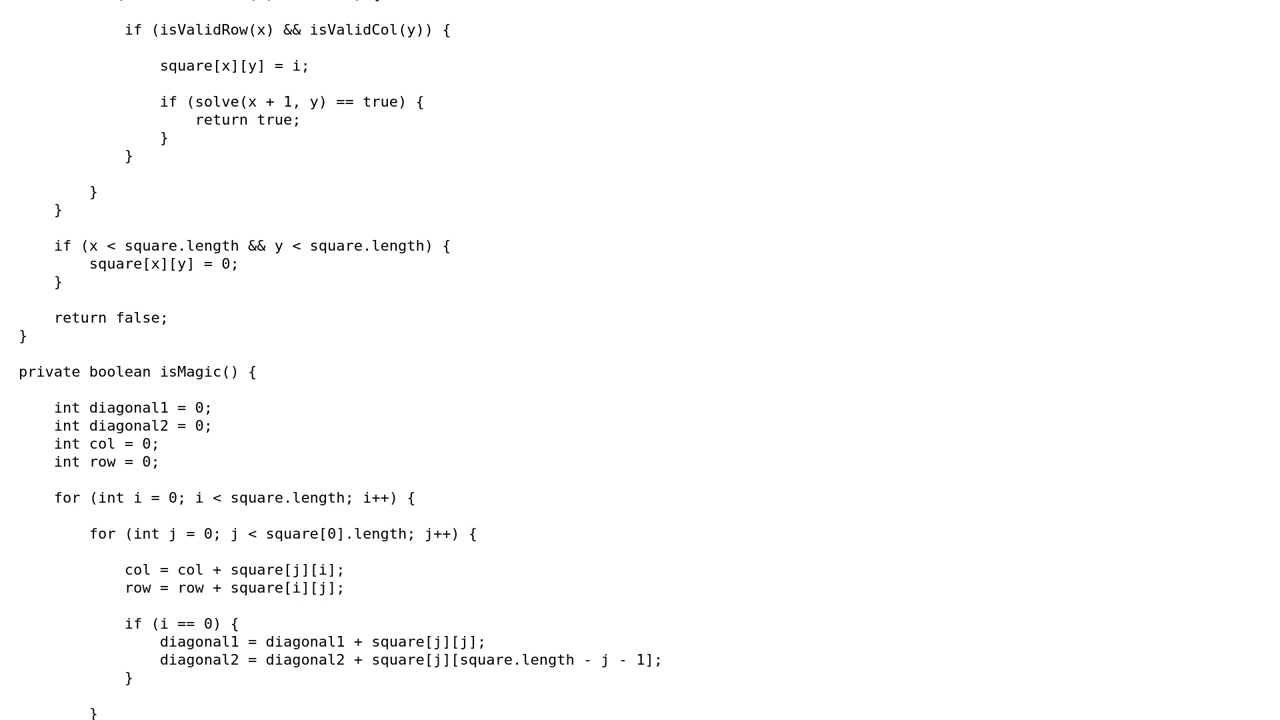 if (isValidRow(x) && isValidCol(y)) {
square[x][y] = i;
if (solve(x + 1, y) == true) {
return true;
}
}
}
}
if (x < square.length && y < square.length) {
square[x][y] = 0;
}
return false;
}
private boolean isMagic() {
int diagonal1 = 0;
int diagonal2 = 0;
int col = 0;
int row = 0;
for (int i = 0; i < square.length; i++) {
for (int j = 0; j < square[0].length; j++) {
col = col + square[j][i];
row = row + square[i][j];
if (i == 0) {
diagonal1 = diagonal1 + square[j][j];
diagonal2 = diagonal2 + square[j][square.length - j - 1];
}
}